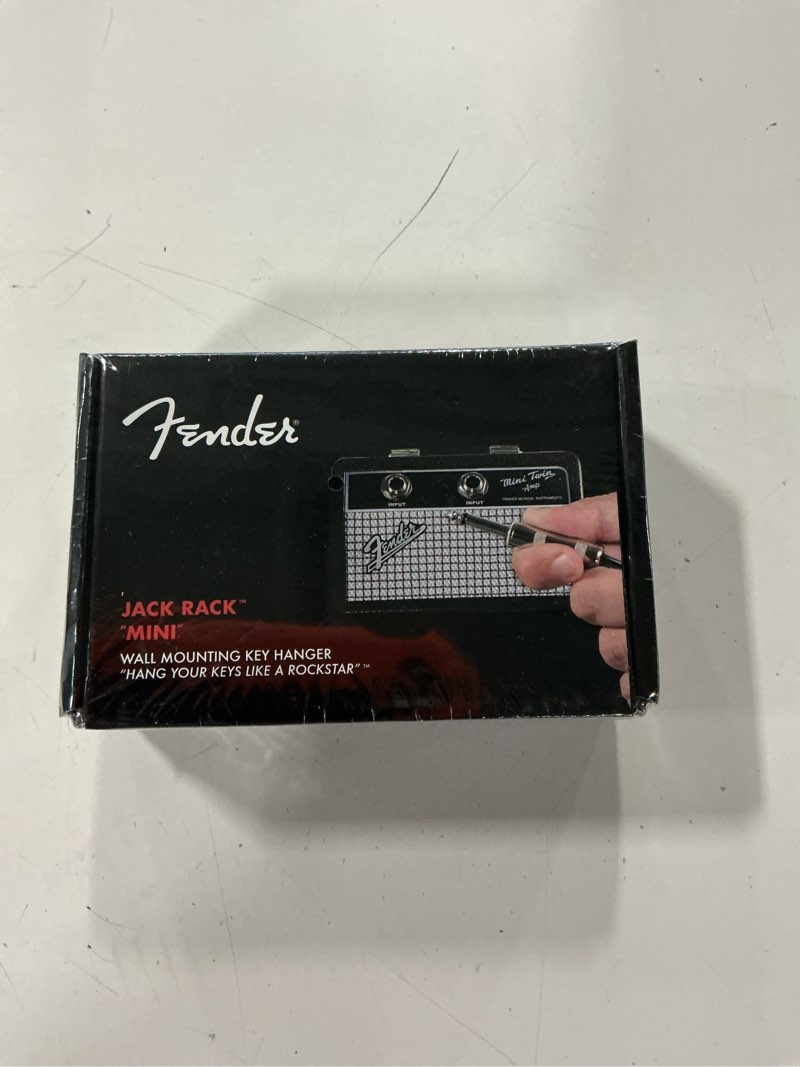 Fender®
Mini Twin
-Amp
INPUT
INPUT
FENDER MUSICAL INSTRUMENTS
Fender
JACK RACK™
"MINI"
WALL MOUNTING KEY HANGER
"HANG YOUR KEYS LIKE A ROCKSTAR"™